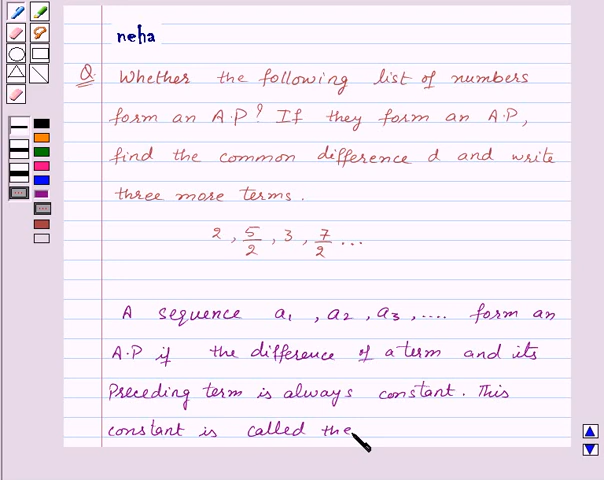 neha
Q. Whether the following list of numbers
form an A.P? If they form an A.P,
find the common difference d and write
three more terms.
2, 5/2, 3, 7/2 ...
A sequence a1, a2, a3, .... form an
A.P if the difference of a term and its
preceding term is always constant. This
constant is called the